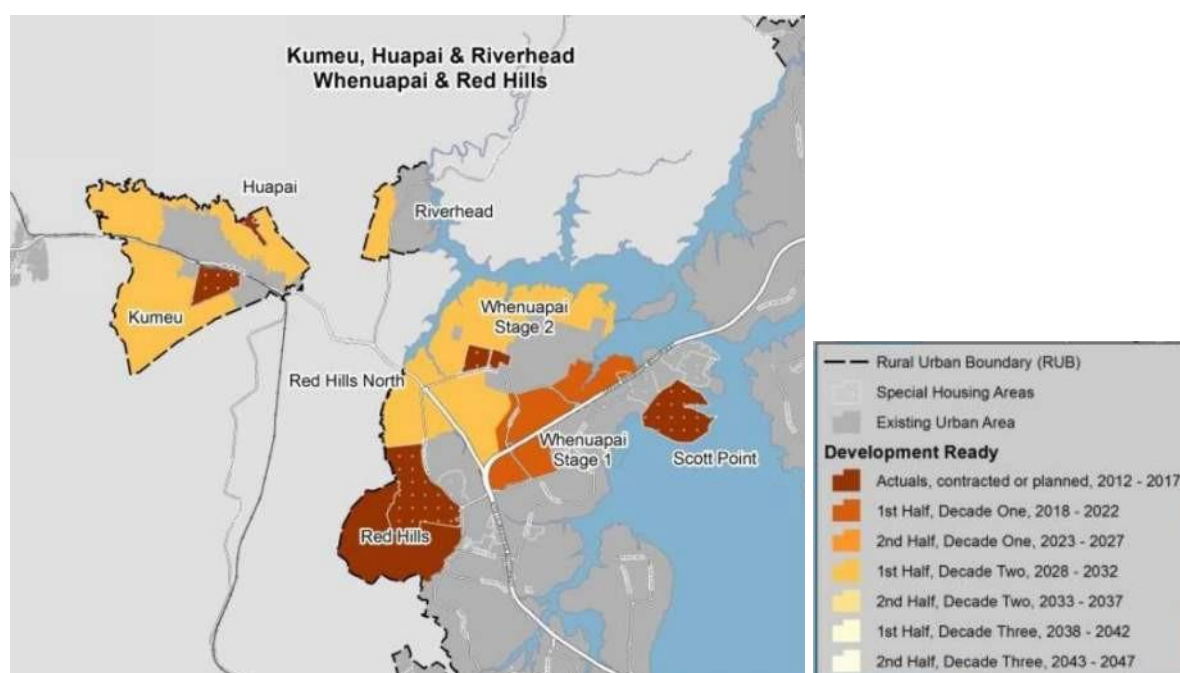 Kumeu, Huapai & Riverhead
Whenuapai & Red Hills
Huapai
Riverhead
Kumeu
Whenuapai
Stage 2
Red Hills North
Whenuapai
Stage 1
Scott Point
Red Hills
Rural Urban Boundary (RUB)
Special Housing Areas
Existing Urban Area
Development Ready
Actuals, contracted or planned, 2012 - 2017
1st Half, Decade One, 2018 - 2022
2nd Half, Decade One, 2023 - 2027
1st Half, Decade Two, 2028 - 2032
2nd Half, Decade Two, 2033 - 2037
1st Half, Decade Three, 2038 - 2042
2nd Half, Decade Three, 2043 - 2047